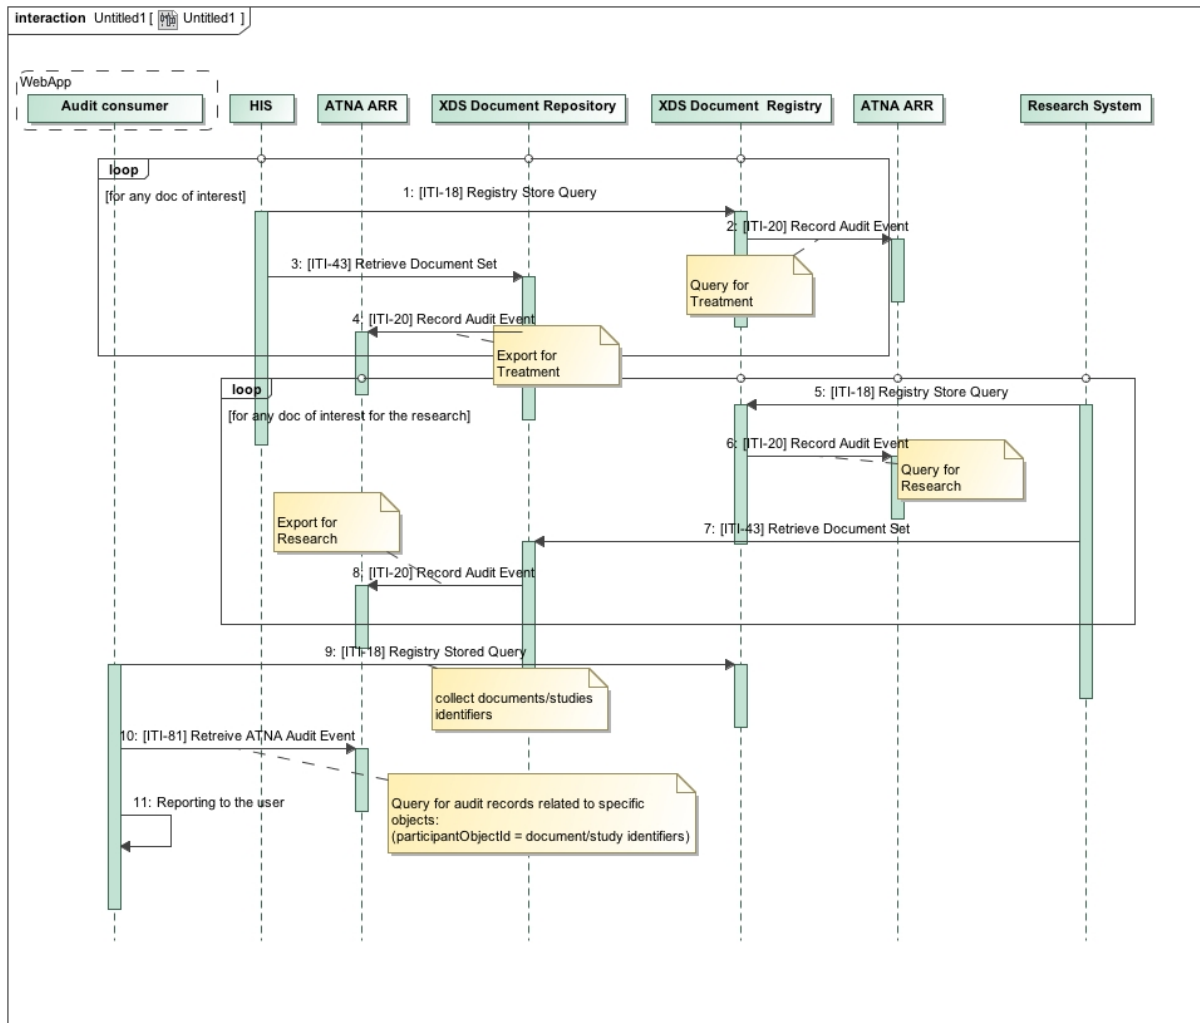 interaction Untitled1 [ Untitled1 ]
WebApp
Audit consumer
HIS
ATNA ARR
XDS Document Repository
XDS Document Registry
ATNA ARR
Research System
loop
[for any doc of interest]
1: [ITI-18] Registry Store Query
2: [ITI-20] Record Audit Event
3: [ITI-43] Retrieve Document Set
Query for
Treatment
4: [ITI-20] Record Audit Event
Export for
Treatment
loop
[for any doc of interest for the research]
5: [ITI-18] Registry Store Query
6: [ITI-20] Record Audit Event
Query for
Research
Export for
Research
7: [ITI-43] Retrieve Document Set
8: [ITI-20] Record Audit Event
9: [ITI-18] Registry Stored Query
collect documents/studies
identifiers
10: [ITI-81] Retreive ATNA Audit Event
11: Reporting to the user
Query for audit records related to specific
objects:
(participantObjectId = document/study identifiers)